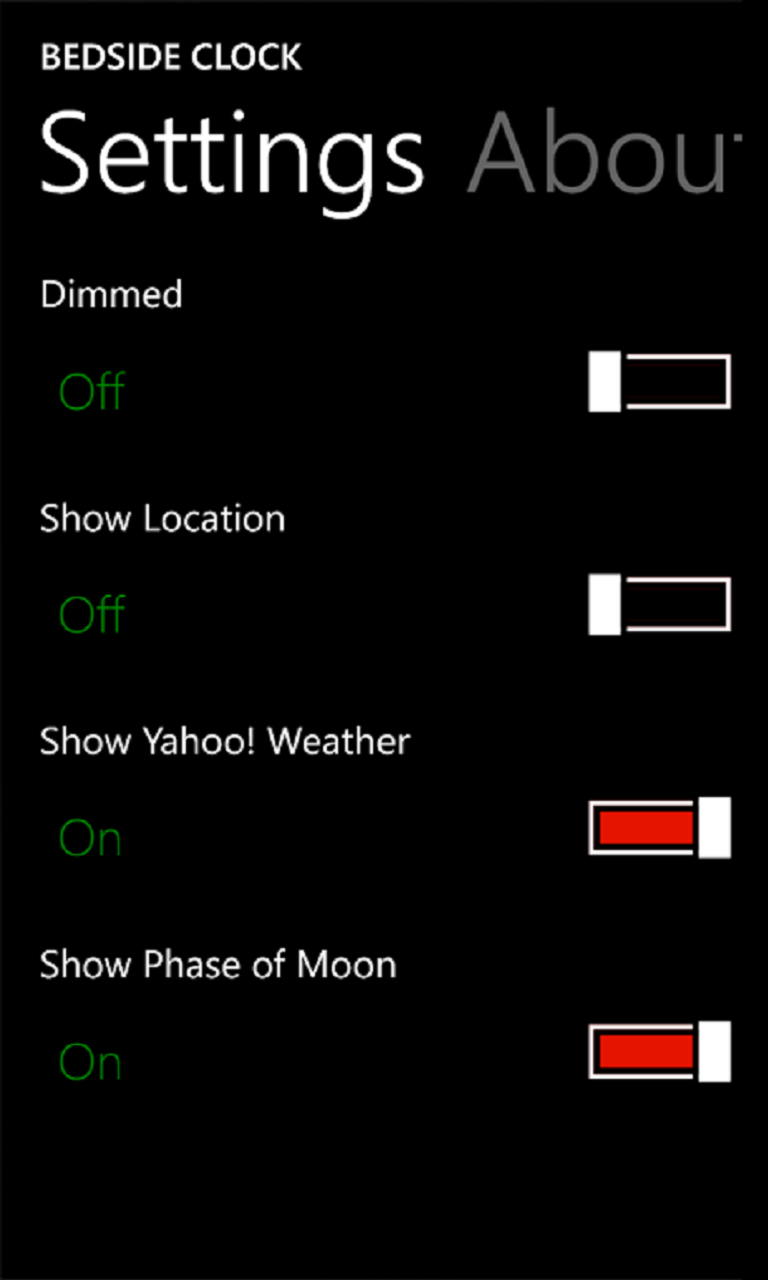 BEDSIDE CLOCK
Settings Abou
Dimmed
Off
Show Location
Off
Show Yahoo! Weather
On
Show Phase of Moon
On